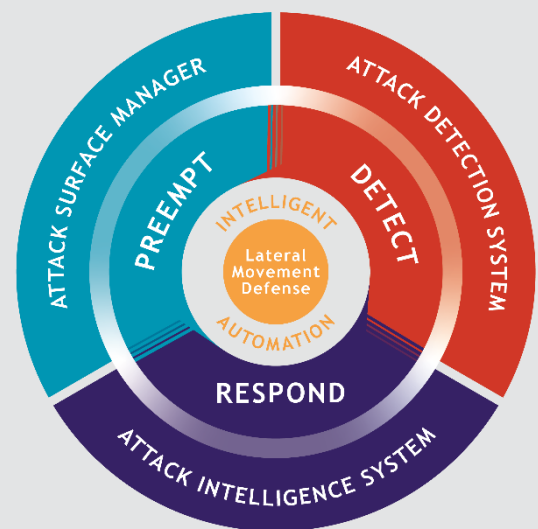 ATTACK SURFACE MANAGER
ATTACK DETECTION SYSTEM
PREEMPT
DETECT
INTELLIGENT
Lateral
Movement
Defense
AUTOMATION
RESPOND
ATTACK INTELLIGENCE SYSTEM